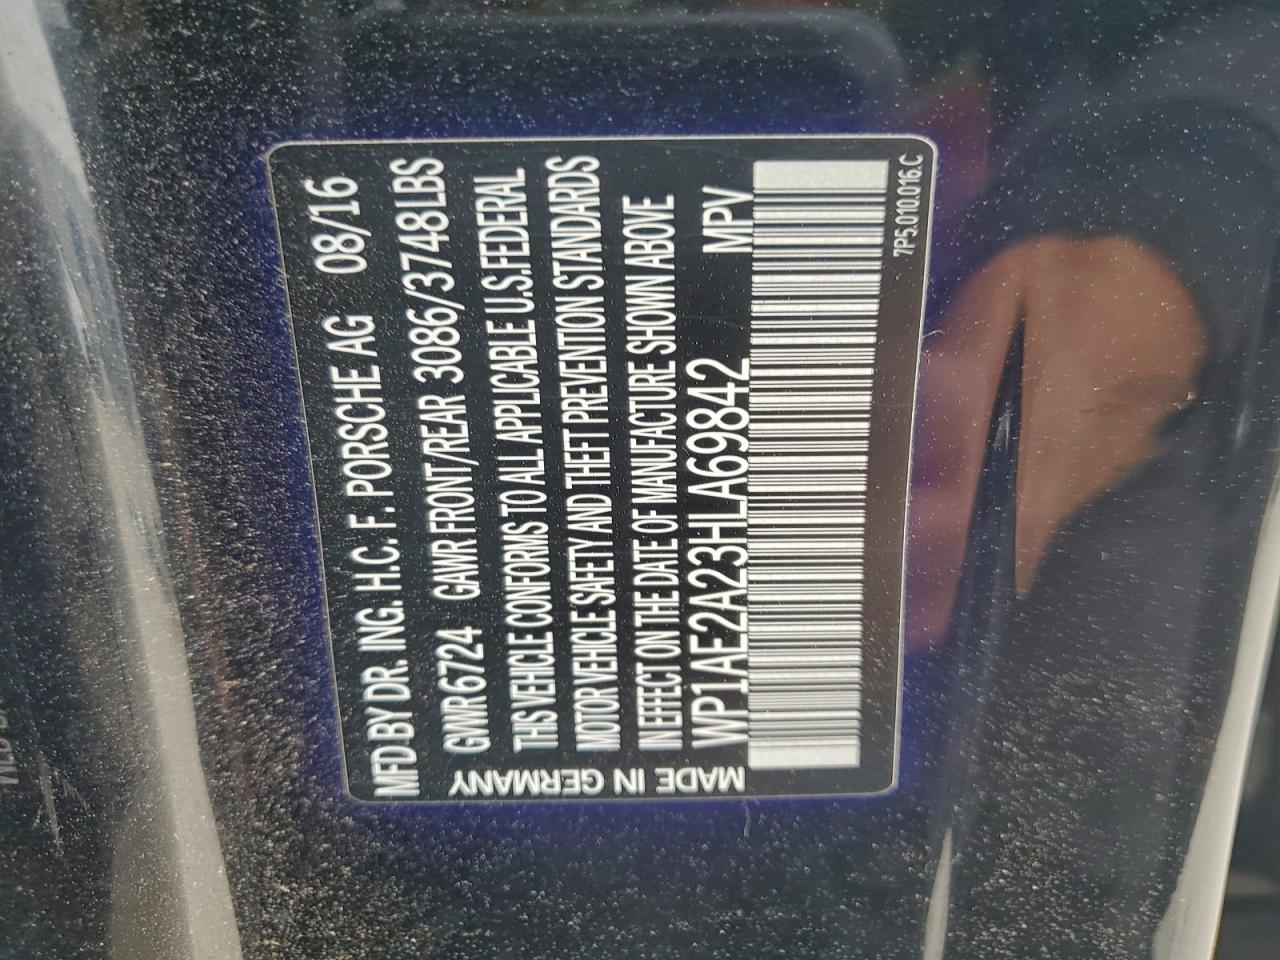 MFD BY DR. ING. H.C. F. PORSCHE AG 08/16
GWR 6724 GAWR FRONT/REAR 3086/3748LBS
THIS VEHICLE CONFORMS TO ALL APPLICABLE U.S.FEDERAL
MOTOR VEHICLE SAFETY AND THEFT PREVENTION STANDARDS
IN EFFECT ON THE DATE OF MANUFACTURE SHOWN ABOVE
WP1AE2A23HLA69842 MPV
7P5.010.016.C
MADE IN GERMANY